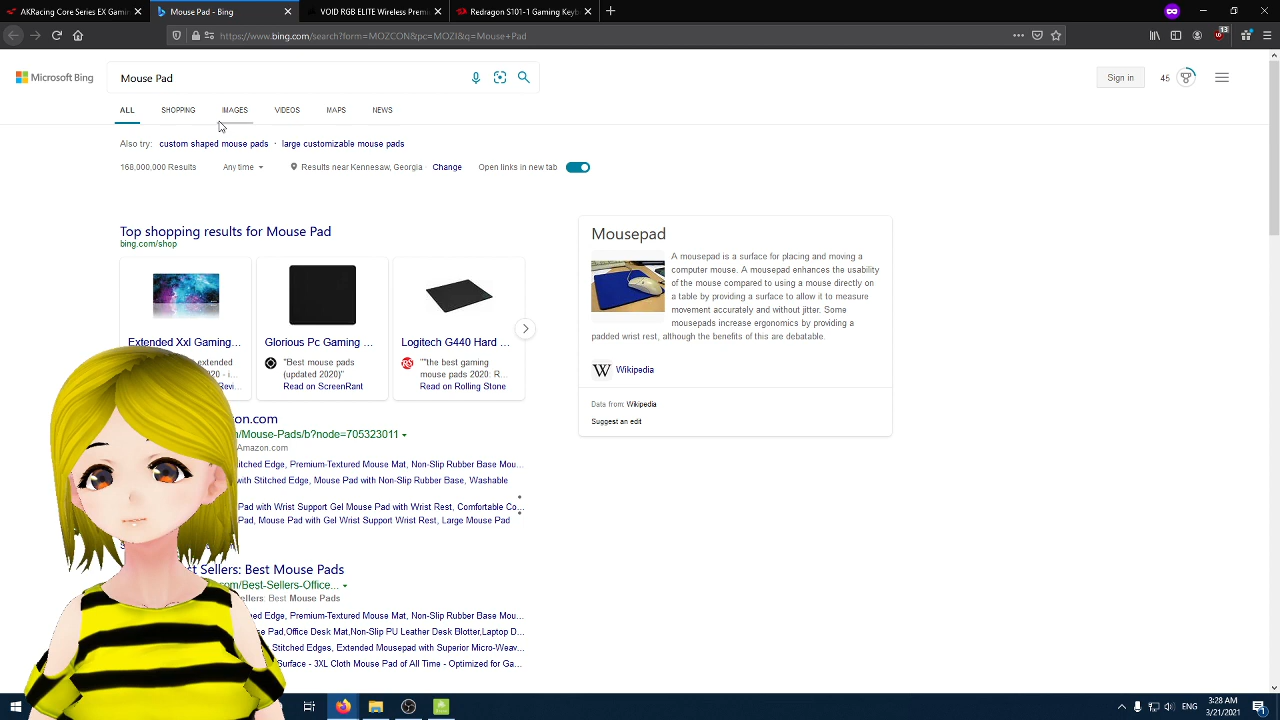 AKRacing Core Series EX Gaming
Mouse Pad - Bing
VOID RGB ELITE Wireless Premi
Redragon S101-1 Gaming Keyb
https://www.bing.com/search?form=MOZCON&pc=MOZI&q=Mouse+Pad
33
Microsoft Bing
Mouse Pad
Sign in
45
ALL SHOPPING IMAGES VIDEOS MAPS NEWS
Also try: custom shaped mouse pads · large customizable mouse pads
168,000,000 Results Any time Results near Kennesaw, Georgia · Change Open links in new tab
Top shopping results for Mouse Pad
bing.com/shop
Extended Xxl Gaming...
extended
2020 - i...
Revi...
Glorious Pc Gaming ...
"Best mouse pads
(updated 2020)"
Read on ScreenRant
Logitech G440 Hard ...
""the best gaming
mouse pads 2020: R...
Read on Rolling Stone
on.com
/Mouse-Pads/b?node=705323011
Amazon.com
titched Edge, Premium-Textured Mouse Mat, Non-Slip Rubber Base Mou...
with Stitched Edge, Mouse Pad with Non-Slip Rubber Base, Washable
Pad with Wrist Support Gel Mouse Pad with Wrist Rest, Comfortable Co...
Pad, Mouse Pad with Gel Wrist Support Wrist Rest, Large Mouse Pad
st Sellers: Best Mouse Pads
com/Best-Sellers-Office...
ellers: Best Mouse Pads
d Edge, Premium-Textured Mouse Mat, Non-Slip Rubber Base Mou...
se Pad,Office Desk Mat,Non-Slip PU Leather Desk Blotter,Laptop D...
Stitched Edges, Extended Mousepad with Superior Micro-Weav...
Surface - 3XL Cloth Mouse Pad of All Time - Optimized for Ga...
Mousepad
A mousepad is a surface for placing and moving a
computer mouse. A mousepad enhances the usability
of the mouse compared to using a mouse directly on
a table by providing a surface to allow it to measure
movement accurately and without jitter. Some
mousepads increase ergonomics by providing a
padded wrist rest, although the benefits of this are debatable.
W Wikipedia
Data from: Wikipedia
Suggest an edit
ENG
3:28 AM
3/21/2021
1